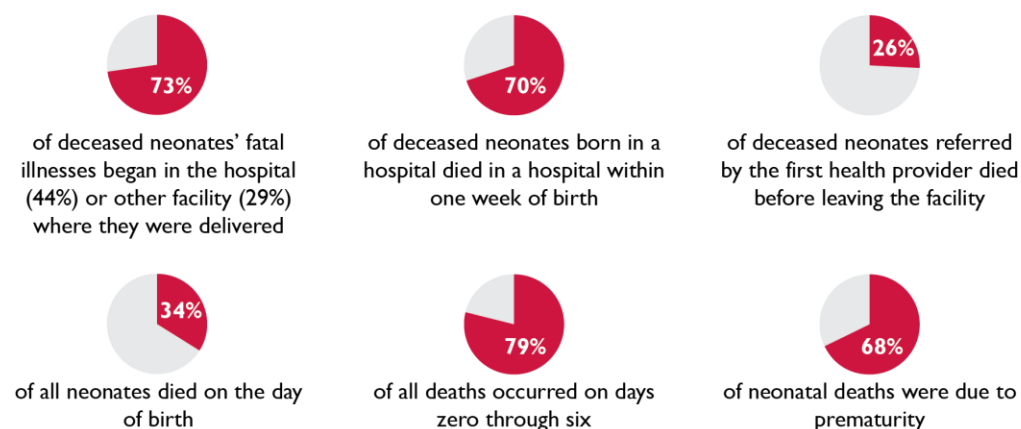 73%
of deceased neonates’ fatal
illnesses began in the hospital
(44%) or other facility (29%)
where they were delivered
70%
of deceased neonates born in a
hospital died in a hospital within
one week of birth
26%
of deceased neonates referred
by the first health provider died
before leaving the facility
34%
of all neonates died on the day
of birth
79%
of all deaths occurred on days
zero through six
68%
of neonatal deaths were due to
prematurity